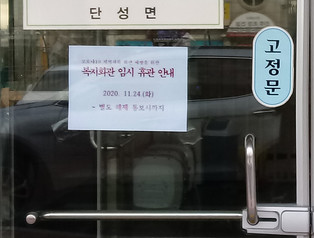 단성면
복지회관 임시 휴관 안내
2020. 11.24 (화)
- 별도 해제 통보시까지
고정문